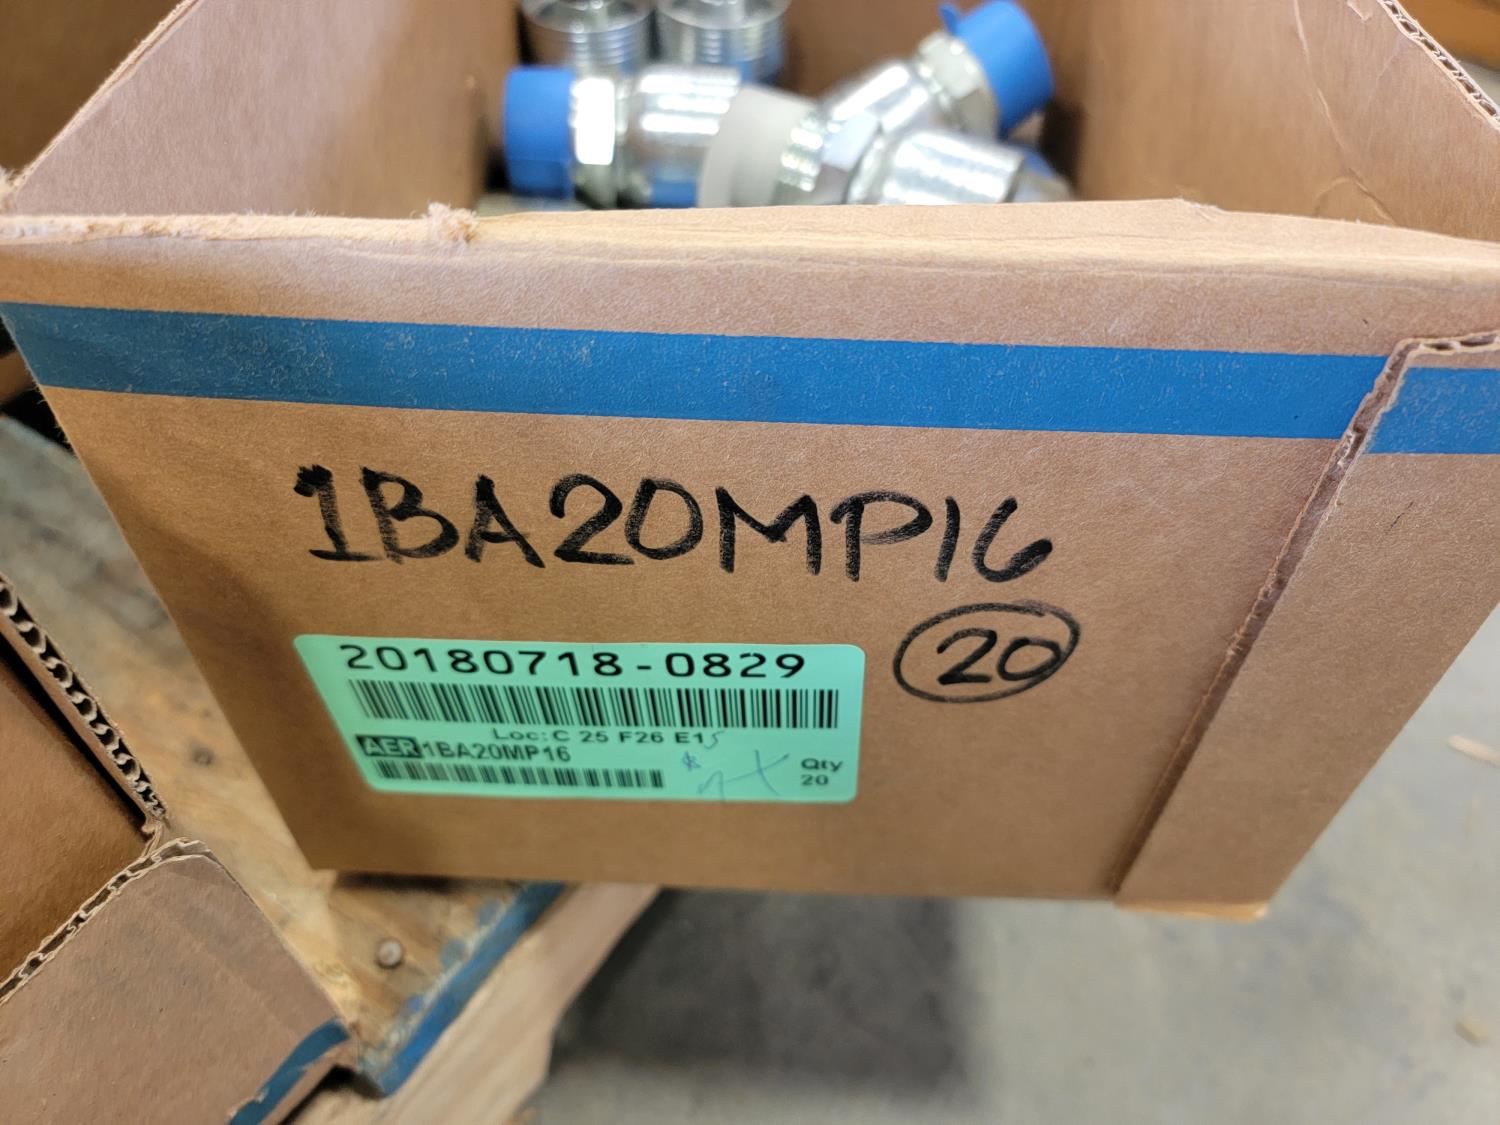 1BA20MP16
20
20180718-0829
Loc: C 25 F26 E15
AER 1BA20MP16
Qty
20